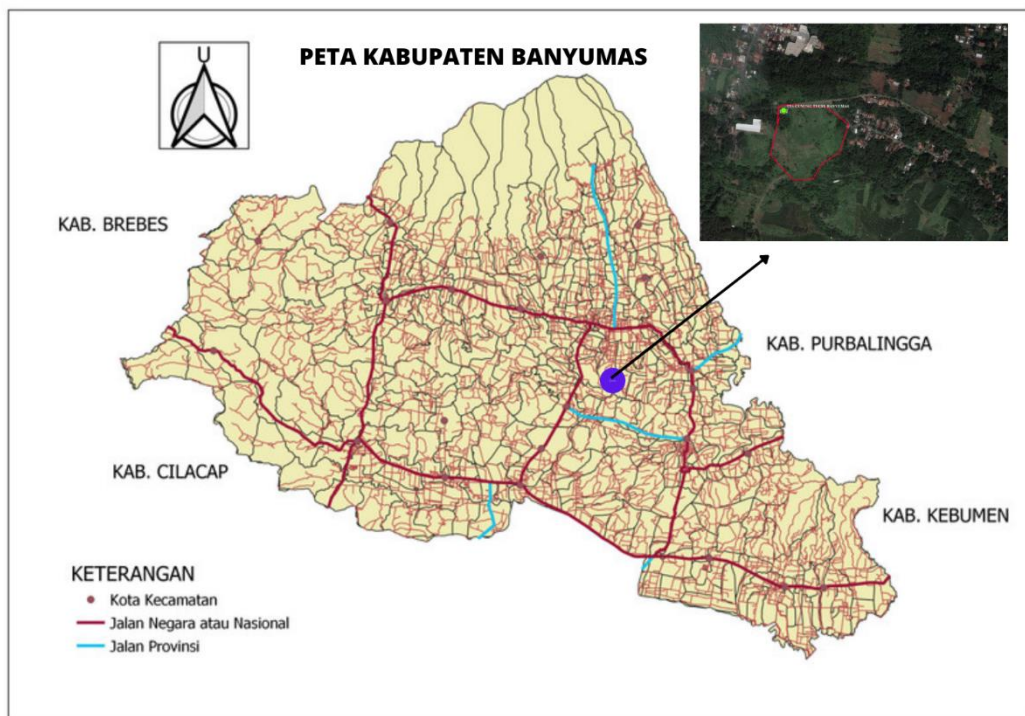 U
PETA KABUPATEN BANYUMAS
KAB. BREBES
KAB. PURBALINGGA
KAB. CILACAP
KAB. KEBUMEN
KETERANGAN
Kota Kecamatan
Jalan Negara atau Nasional
Jalan Provinsi